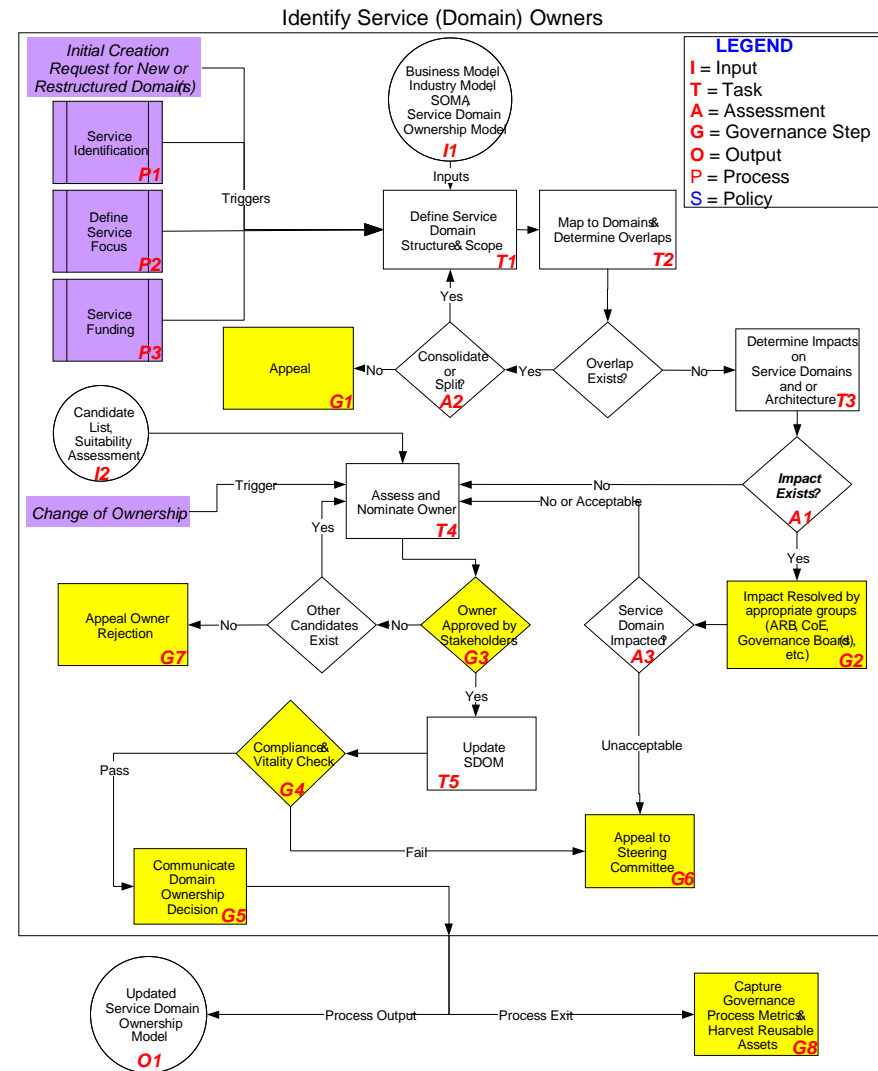 Identify Service (Domain) Owners
Initial Creation
Request for New or
Restructured Domain(s)
Service
Identification
P1
Define
Service
Focus
P2
Service
Funding
P3
Triggers
Business Model,
Industry Model,
SOMA,
Service Domain
Ownership Model
I1
Inputs
LEGEND
I = Input
T = Task
A = Assessment
G = Governance Step
O = Output
P = Process
S = Policy
Define Service
Domain
Structure & Scope
T1
Map to Domains &
Determine Overlaps
T2
Yes
Appeal
G1
No
Consolidate
or
Split?
A2
Yes
Overlap
Exists?
No
Determine Impacts
on
Service Domains
and or
Architecture
T3
Candidate
List,
Suitability
Assessment
I2
Trigger
Change of Ownership
Assess and
Nominate Owner
T4
No
No or Acceptable
Impact
Exists?
A1
Yes
Yes
Appeal Owner
Rejection
G7
No
Other
Candidates
Exist
No
Owner
Approved by
Stakeholders
G3
Service
Domain
Impacted?
A3
Impact Resolved by
appropriate groups
(ARB, CoE,
Governance Board(s),
etc.)
G2
Yes
Unacceptable
Pass
Compliance &
Vitality Check
G4
Update
SDOM
T5
Fail
Appeal to
Steering
Committee
G6
Communicate
Domain
Ownership
Decision
G5
Updated
Service Domain
Ownership
Model
O1
Process Output
Process Exit
Capture
Governance
Process Metrics &
Harvest Reusable
Assets
G8